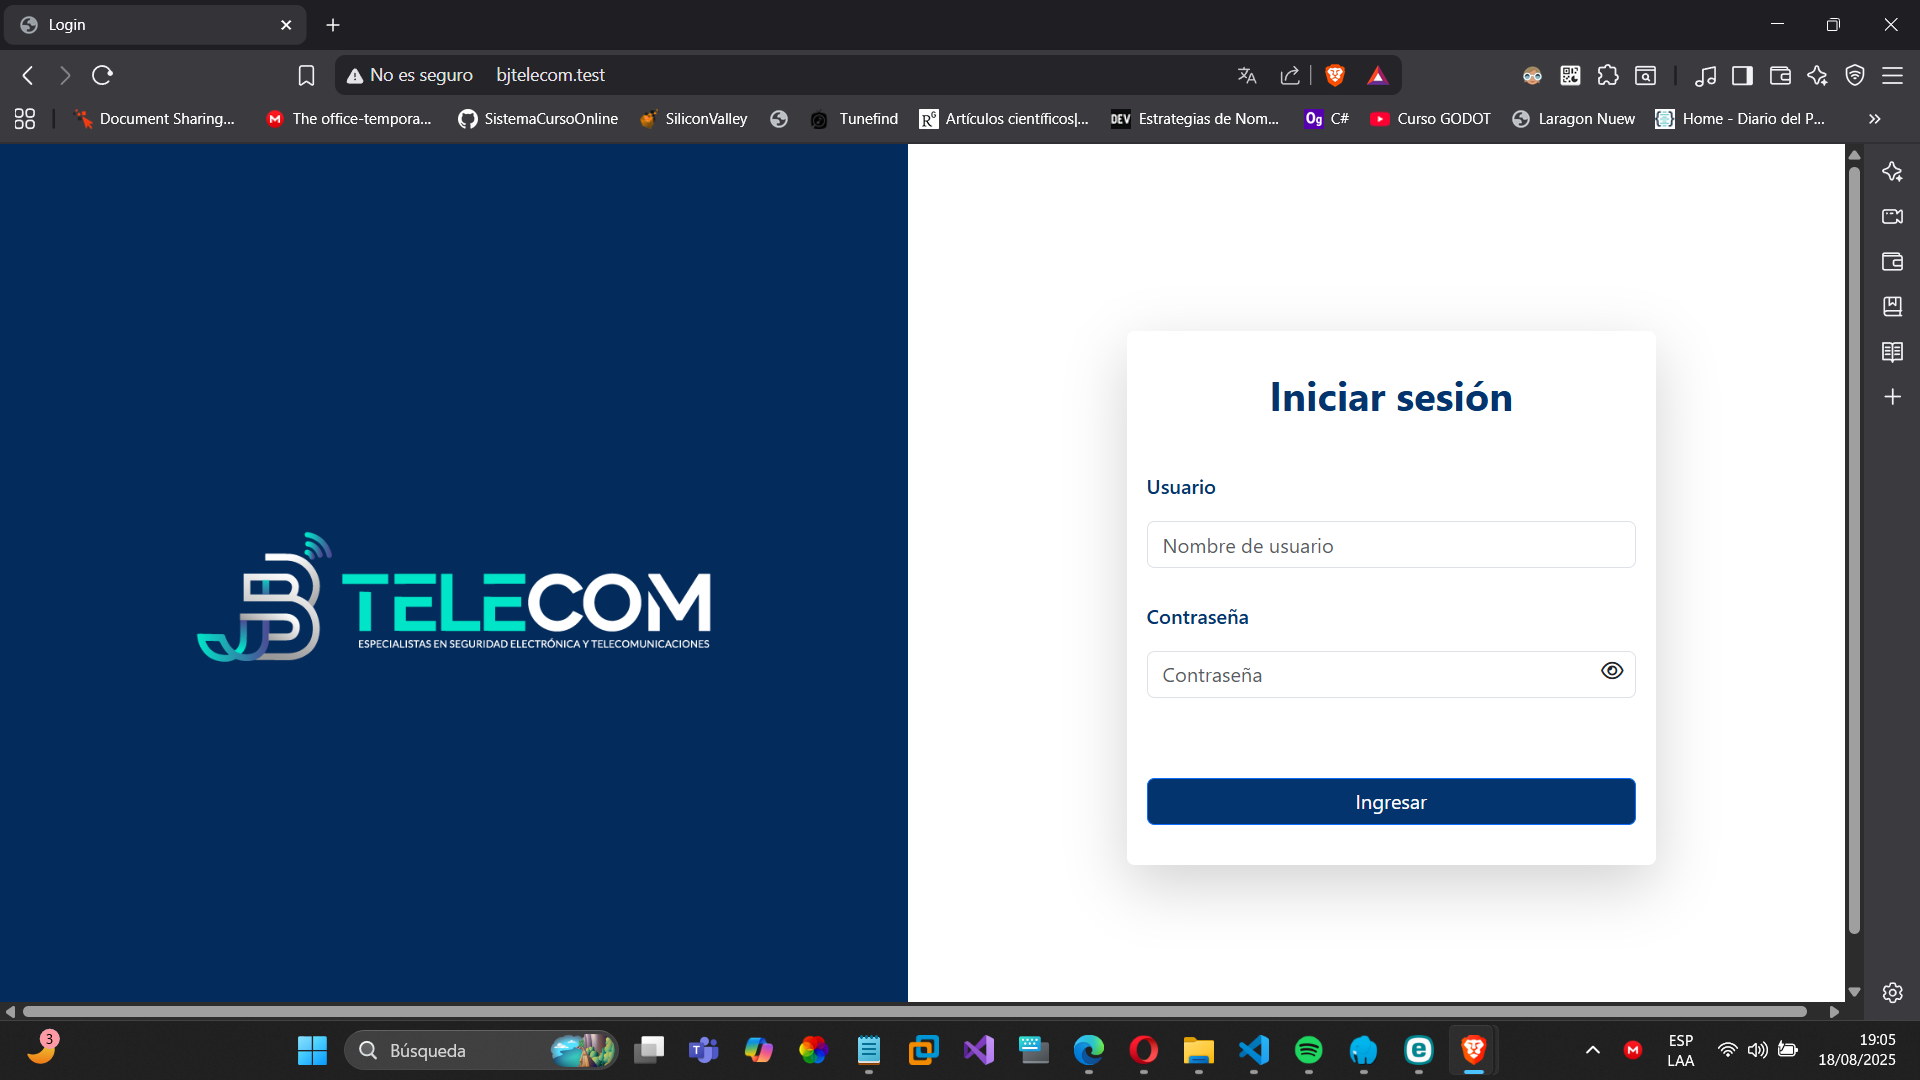 Login
No es seguro bjtelecom.test
Document Sharing... The office-tempora... SistemaCursoOnline SiliconValley Tunefind Artículos científicos|... Estrategias de Nom... C# Curso GODOT Laragon Nuew Home - Diario del P...
Iniciar sesión
Usuario
Nombre de usuario
Contraseña
Contraseña
Ingresar
JB TELECOM
ESPECIALISTAS EN SEGURIDAD ELECTRÓNICA Y TELECOMUNICACIONES
3
Búsqueda
ESP
LAA
19:05
18/08/2025